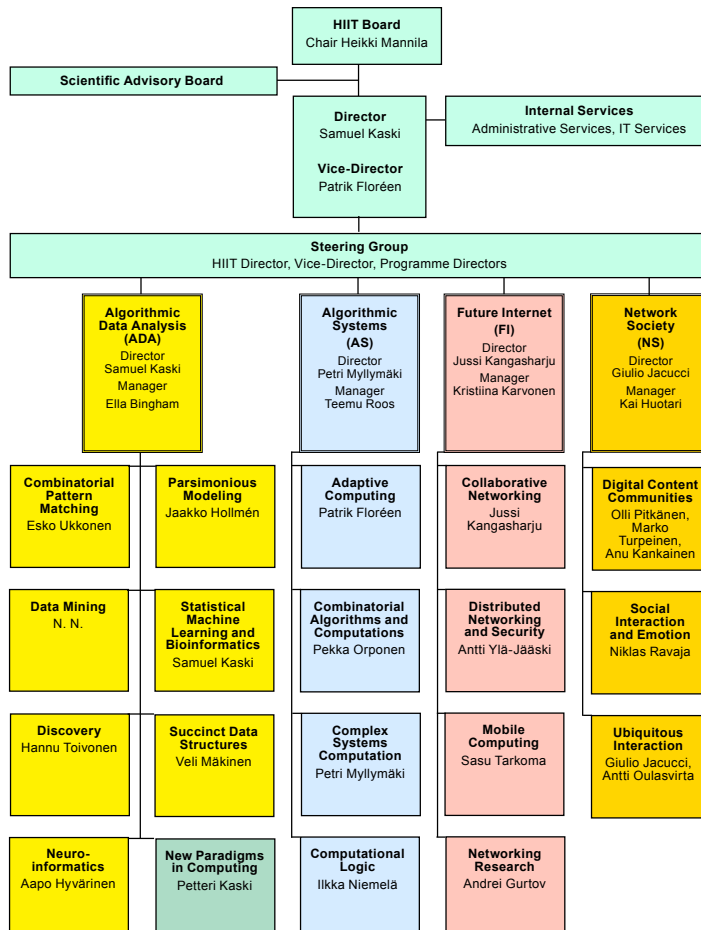 HIIT Board
Chair Heikki Mannila
Scientific Advisory Board
Director
Samuel Kaski
Vice-Director
Patrik Floréen
Internal Services
Administrative Services, IT Services
Steering Group
HIIT Director, Vice-Director, Programme Directors
Algorithmic
Data Analysis
(ADA)
Director
Samuel Kaski
Manager
Ella Bingham
Algorithmic
Systems
(AS)
Director
Petri Myllymäki
Manager
Teemu Roos
Future Internet
(FI)
Director
Jussi Kangasharju
Manager
Kristiina Karvonen
Network
Society
(NS)
Director
Giulio Jacucci
Manager
Kai Huotari
Combinatorial
Pattern
Matching
Esko Ukkonen
Parsimonious
Modeling
Jaakko Hollmén
Adaptive
Computing
Patrik Floréen
Collaborative
Networking
Jussi
Kangasharju
Digital Content
Communities
Olli Pitkänen,
Marko
Turpeinen,
Anu Kankainen
Data Mining
N. N.
Statistical
Machine
Learning and
Bioinformatics
Samuel Kaski
Combinatorial
Algorithms and
Computations
Pekka Orponen
Distributed
Networking
and Security
Antti Ylä-Jääski
Social
Interaction
and Emotion
Niklas Ravaja
Discovery
Hannu Toivonen
Succinct Data
Structures
Veli Mäkinen
Complex
Systems
Computation
Petri Myllymäki
Mobile
Computing
Sasu Tarkoma
Ubiquitous
Interaction
Giulio Jacucci,
Antti Oulasvirta
Neuro-
informatics
Aapo Hyvärinen
New Paradigms
in Computing
Petteri Kaski
Computational
Logic
Ilkka Niemelä
Networking
Research
Andrei Gurtov